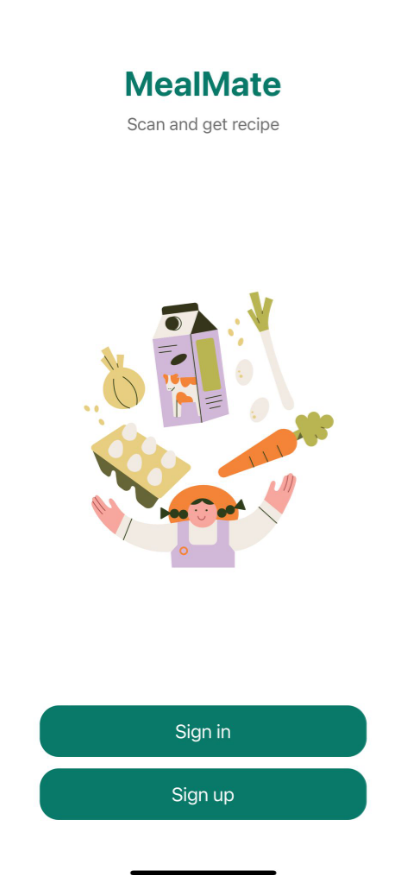 MealMate
Scan and get recipe
Sign in
Sign up